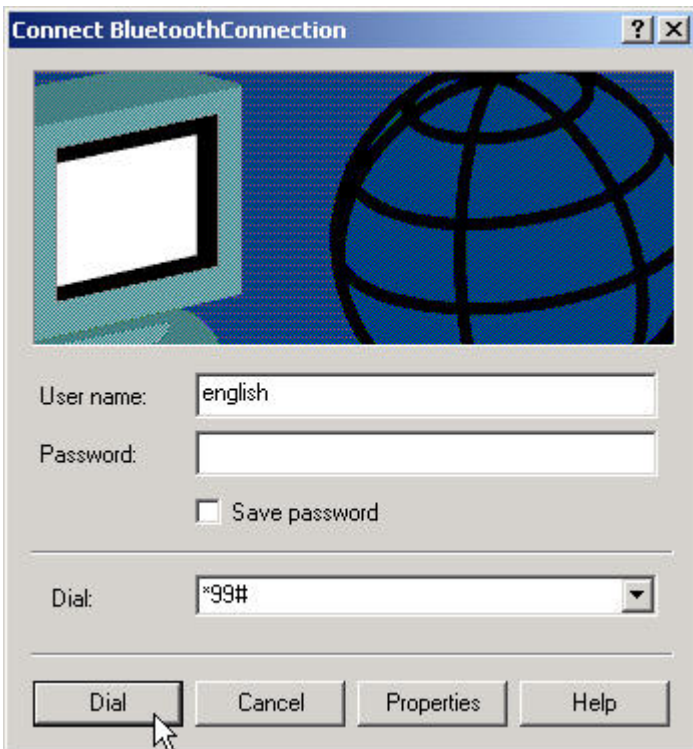 Connect BluetoothConnection
User name: english
Password:
Save password
Dial: *99#
Dial Cancel Properties Help